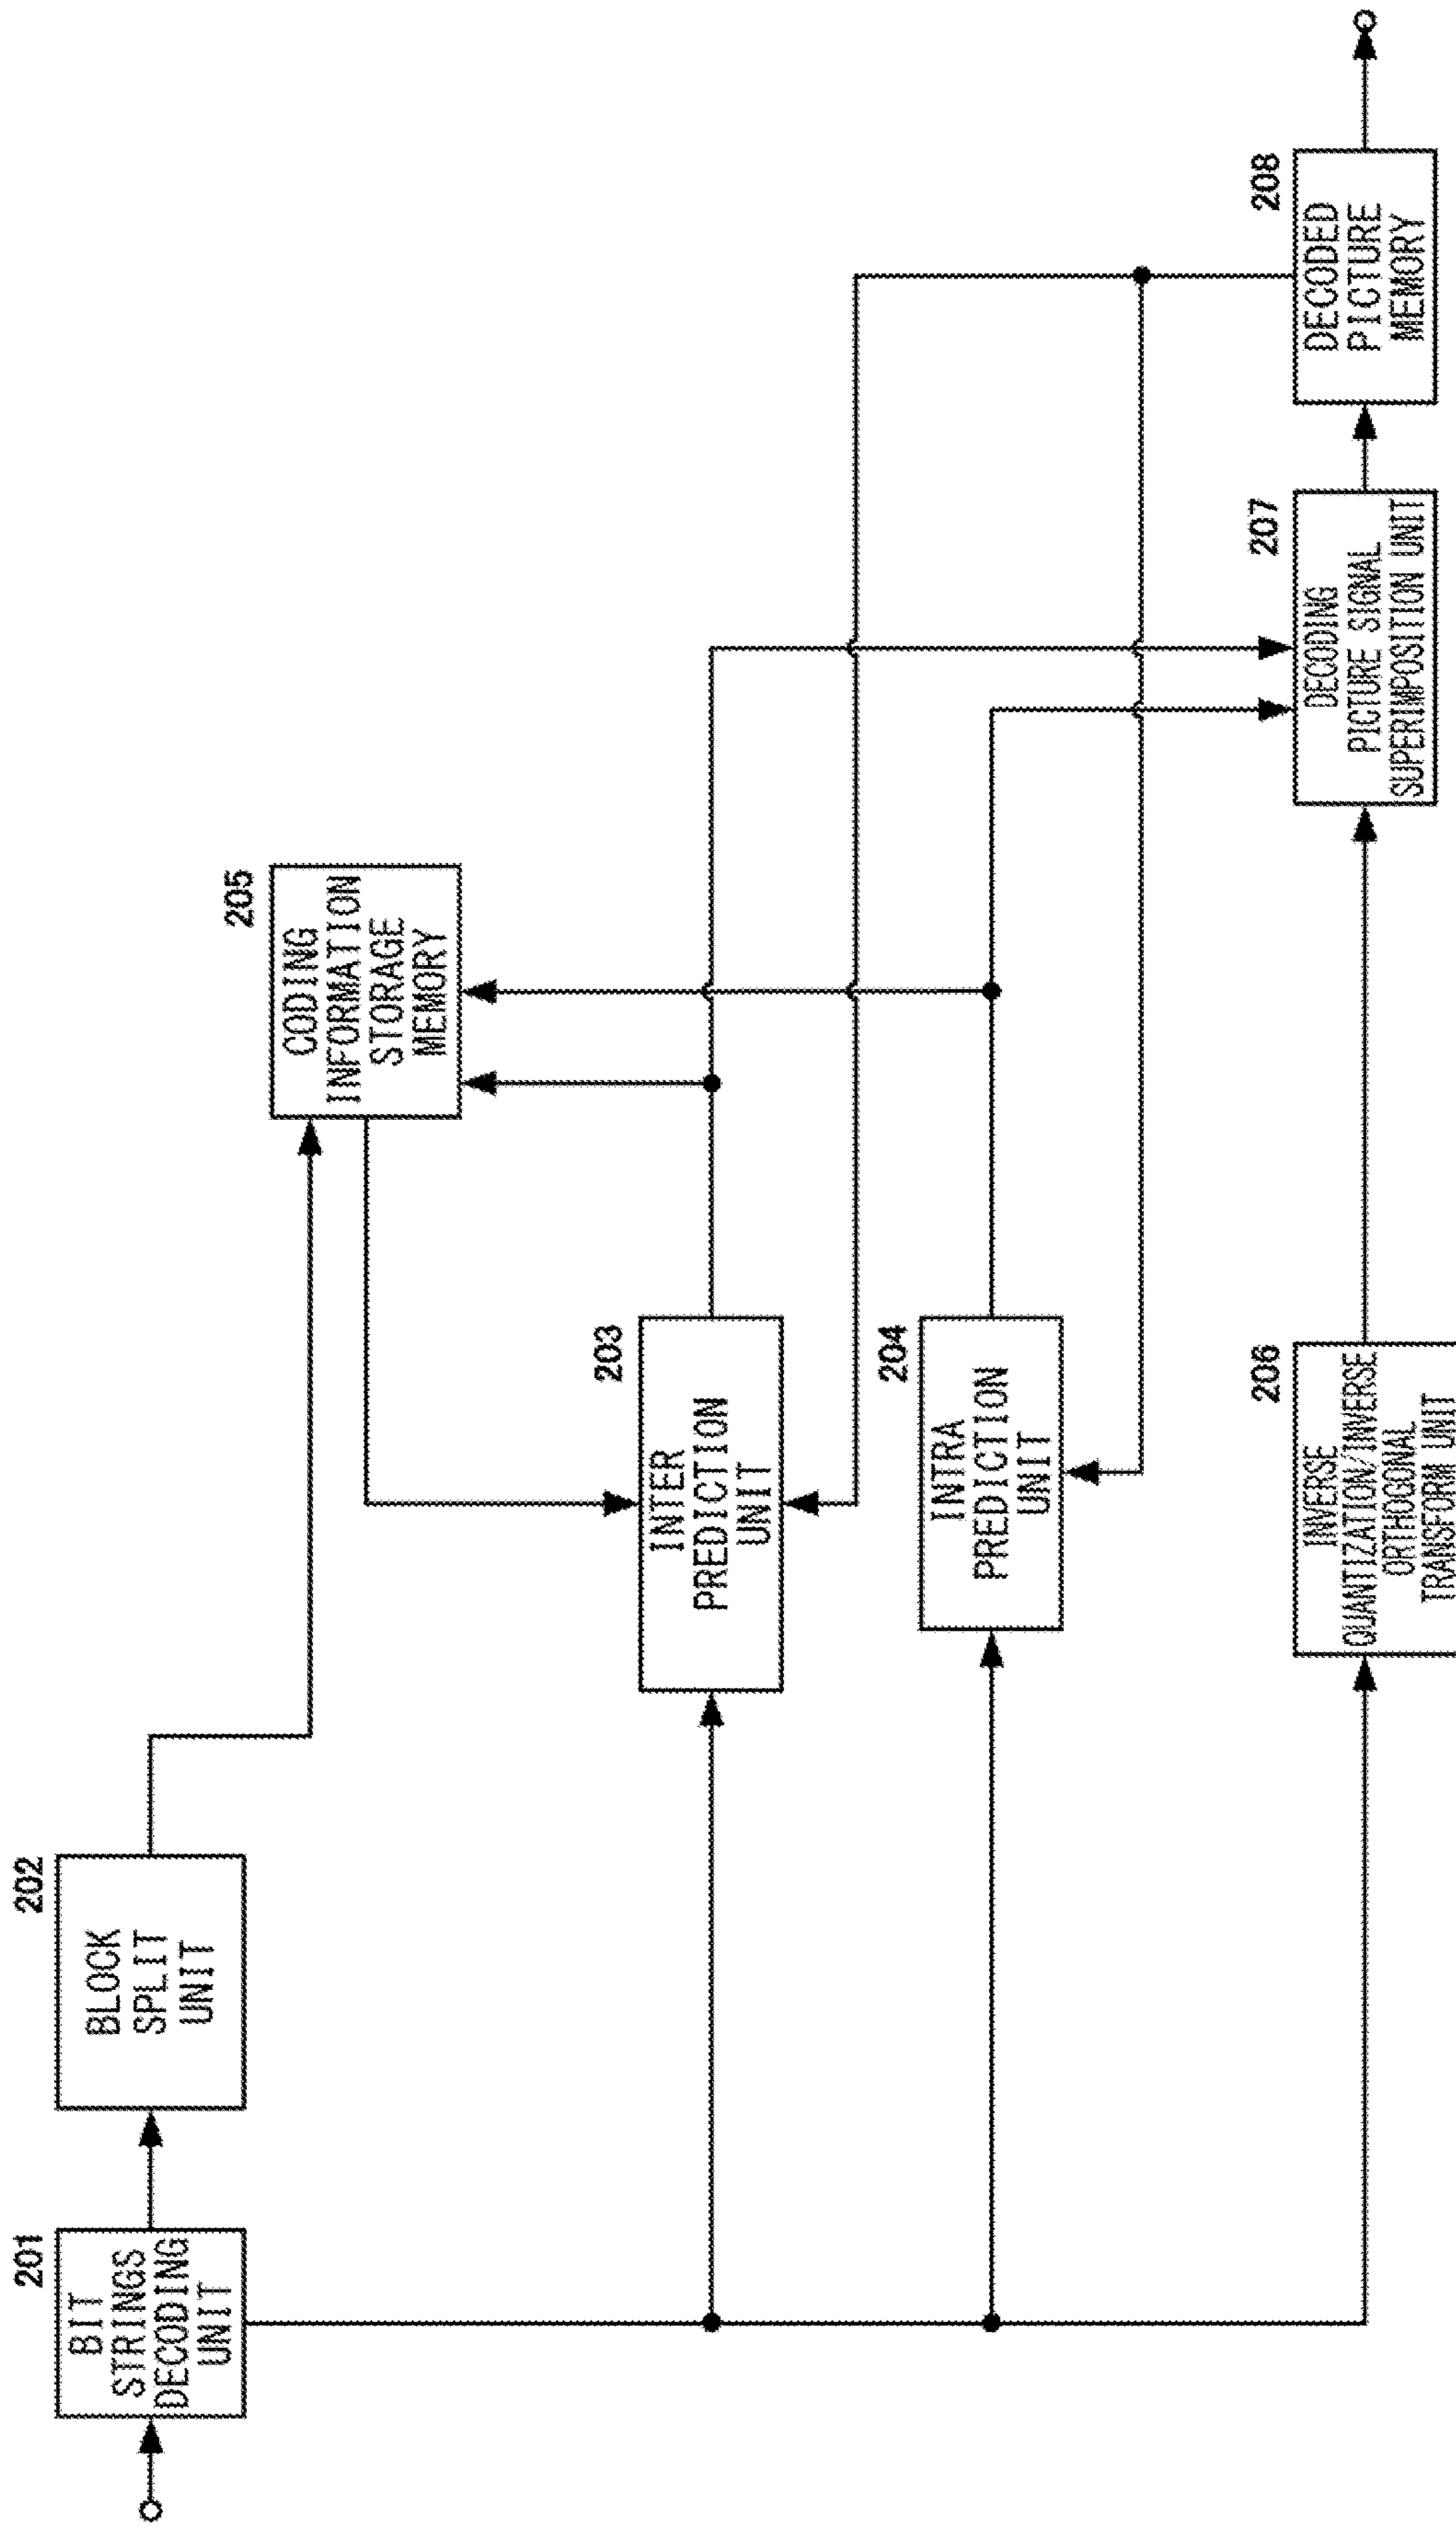 201
BIT
STRINGS
DECODING
UNIT
202
BLOCK
SPLIT
UNIT
205
CODING
INFORMATION
STORAGE
MEMORY
203
INTER
PREDICTION
UNIT
204
INTRA
PREDICTION
UNIT
206
INVERSE
QUANTIZATION/INVERSE
ORTHOGONAL
TRANSFORM UNIT
207
DECODING
PICTURE SIGNAL
SUPERIMPOSITION UNIT
208
DECODED
PICTURE
MEMORY